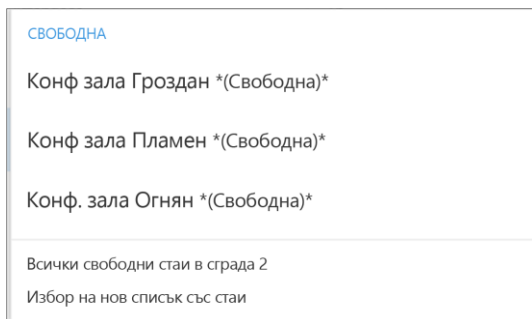 СВОБОДНА
Конф зала Гроздан *(Свободна)*
Конф зала Пламен *(Свободна)*
Конф. зала Огнян *(Свободна)*
Всички свободни стаи в сграда 2
Избор на нов списък със стаи